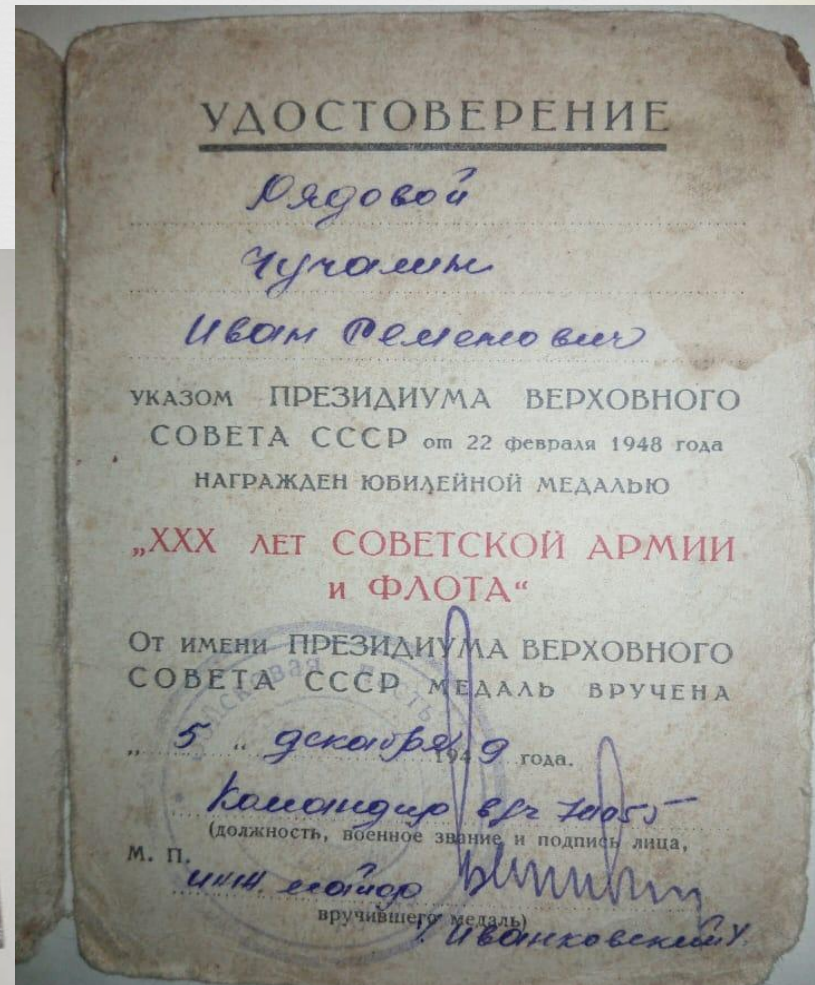 УДОСТОВЕРЕНИЕ
Рядовой
Чучалин
Иван
УКАЗОМ ПРЕЗИДИУМА ВЕРХОВНОГО
СОВЕТА СССР от 22 февраля 1948 года
НАГРАЖДЕН ЮБИЛЕЙНОЙ МЕДАЛЬЮ
„XXX ЛЕТ СОВЕТСКОЙ АРМИИ
и ФЛОТА“
От имени ПРЕЗИДИУМА ВЕРХОВНОГО
СОВЕТА СССР МЕДАЛЬ ВРУЧЕНА
„ 5 „ декабря 1949 года.
Командир в/ч
(должность, военное звание и подпись лица,
М. П.
инж майор
вручившего медаль)
Иванковский